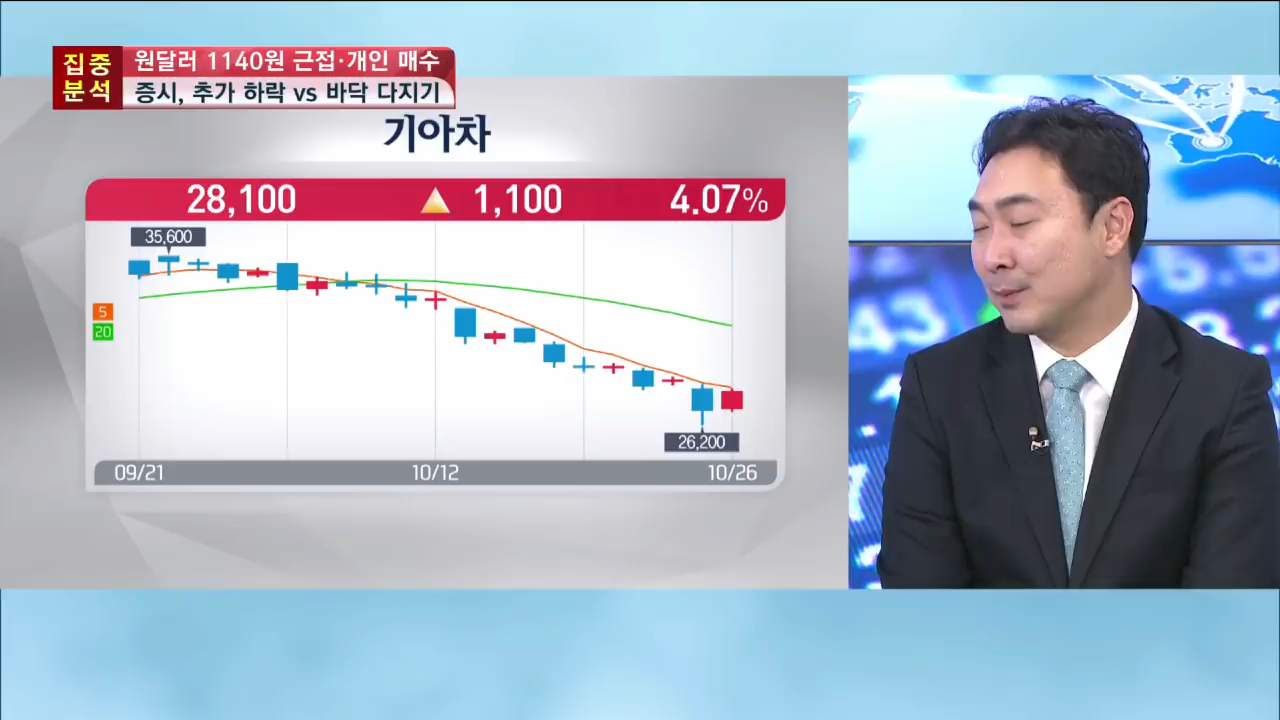 집중
분석
원달러 1140원 근접·개인 매수
증시, 추가 하락 vs 바닥 다지기
기아차
28,100 ▲ 1,100 4.07%
35,600
5
20
26,200
09/21 10/12 10/26